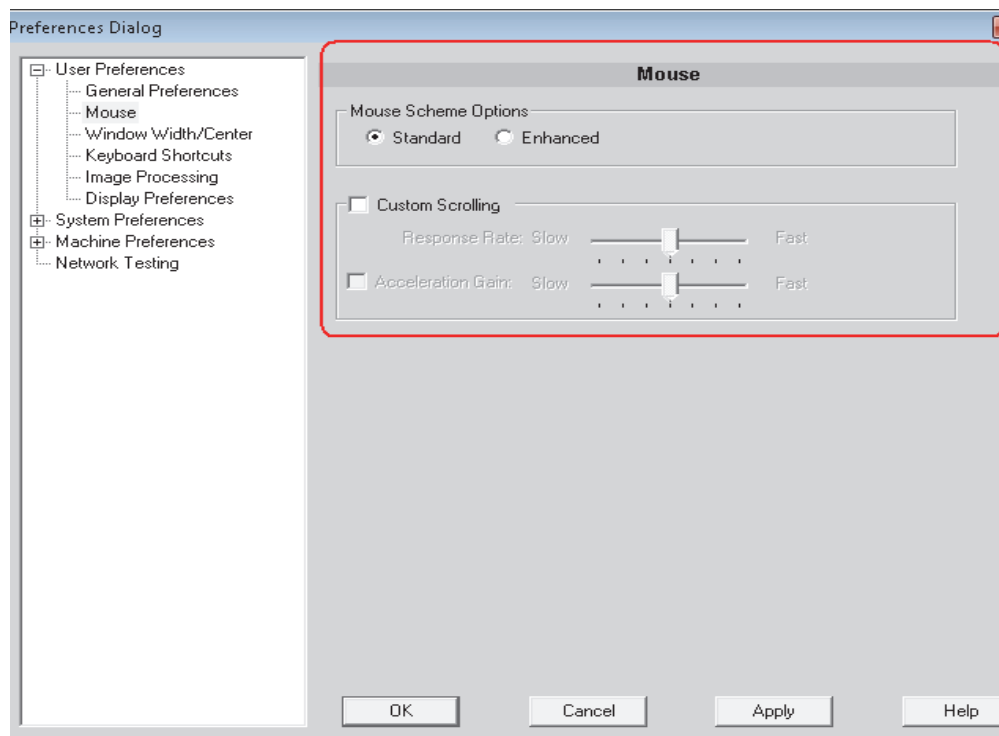 Preferences Dialog
User Preferences
General Preferences
Mouse
Window Width/Center
Keyboard Shortcuts
Image Processing
Display Preferences
System Preferences
Machine Preferences
Network Testing
Mouse
Mouse Scheme Options
Standard Enhanced
Custom Scrolling
Response Rate: Slow Fast
Acceleration Gain: Slow Fast
OK Cancel Apply Help